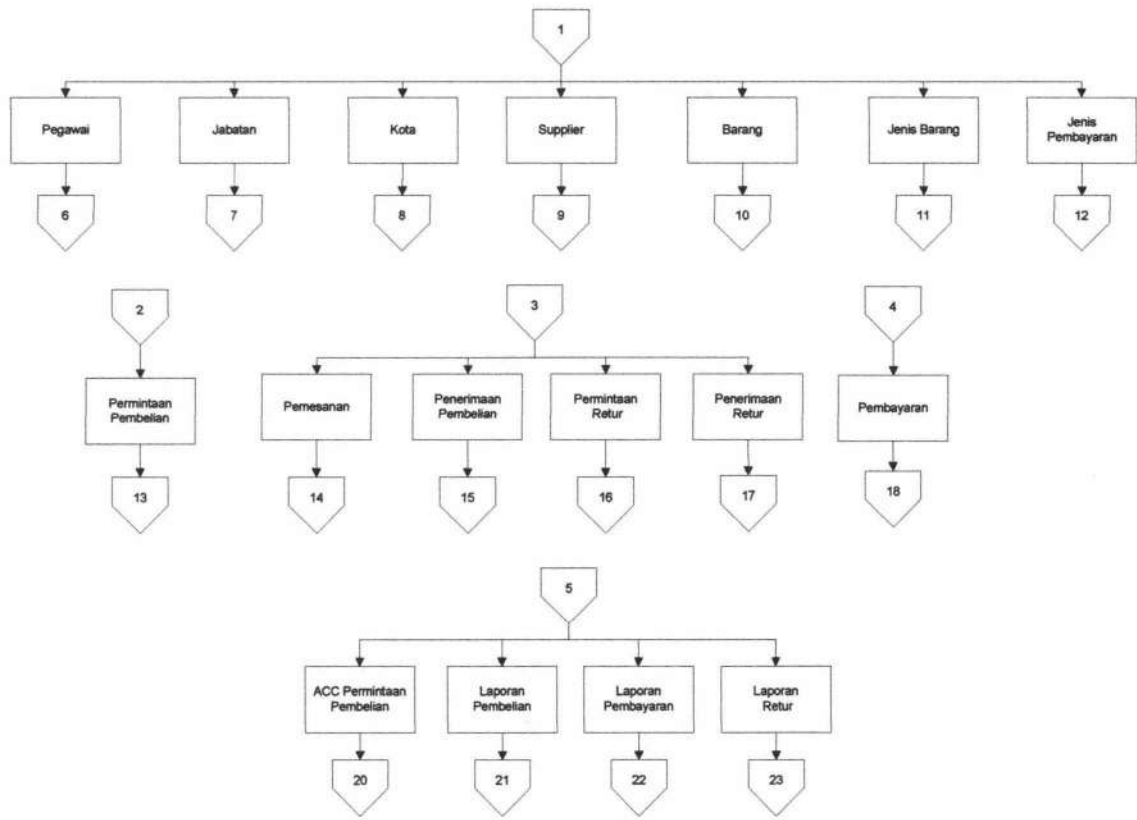 1
Pegawai
Jabatan
Kota
Supplier
Barang
Jenis Barang
Jenis
Pembayaran
6
7
8
9
10
11
12
2
3
4
Permintaan
Pembelian
Pemesanan
Penerimaan
Pembelian
Permintaan
Retur
Penerimaan
Retur
Pembayaran
13
14
15
16
17
18
5
ACC Permintaan
Pembelian
Laporan
Pembelian
Laporan
Pembayaran
Laporan
Retur
20
21
22
23